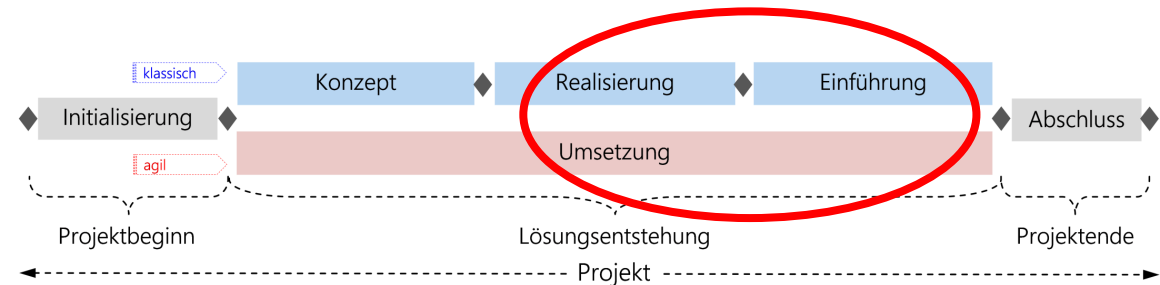 klassisch
Konzept
Realisierung
Einführung
Initialisierung
Abschluss
agil
Umsetzung
Projektbeginn
Lösungsentstehung
Projektende
Projekt